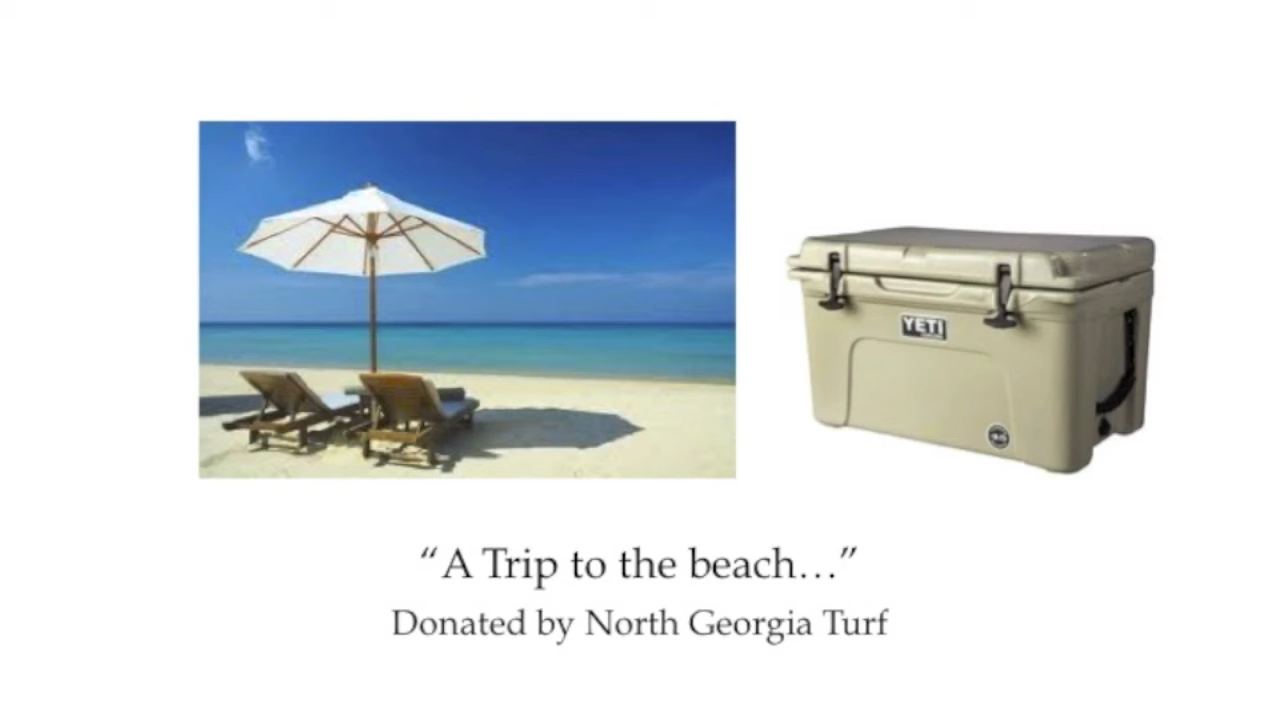 YETI
“A Trip to the beach…”
Donated by North Georgia Turf